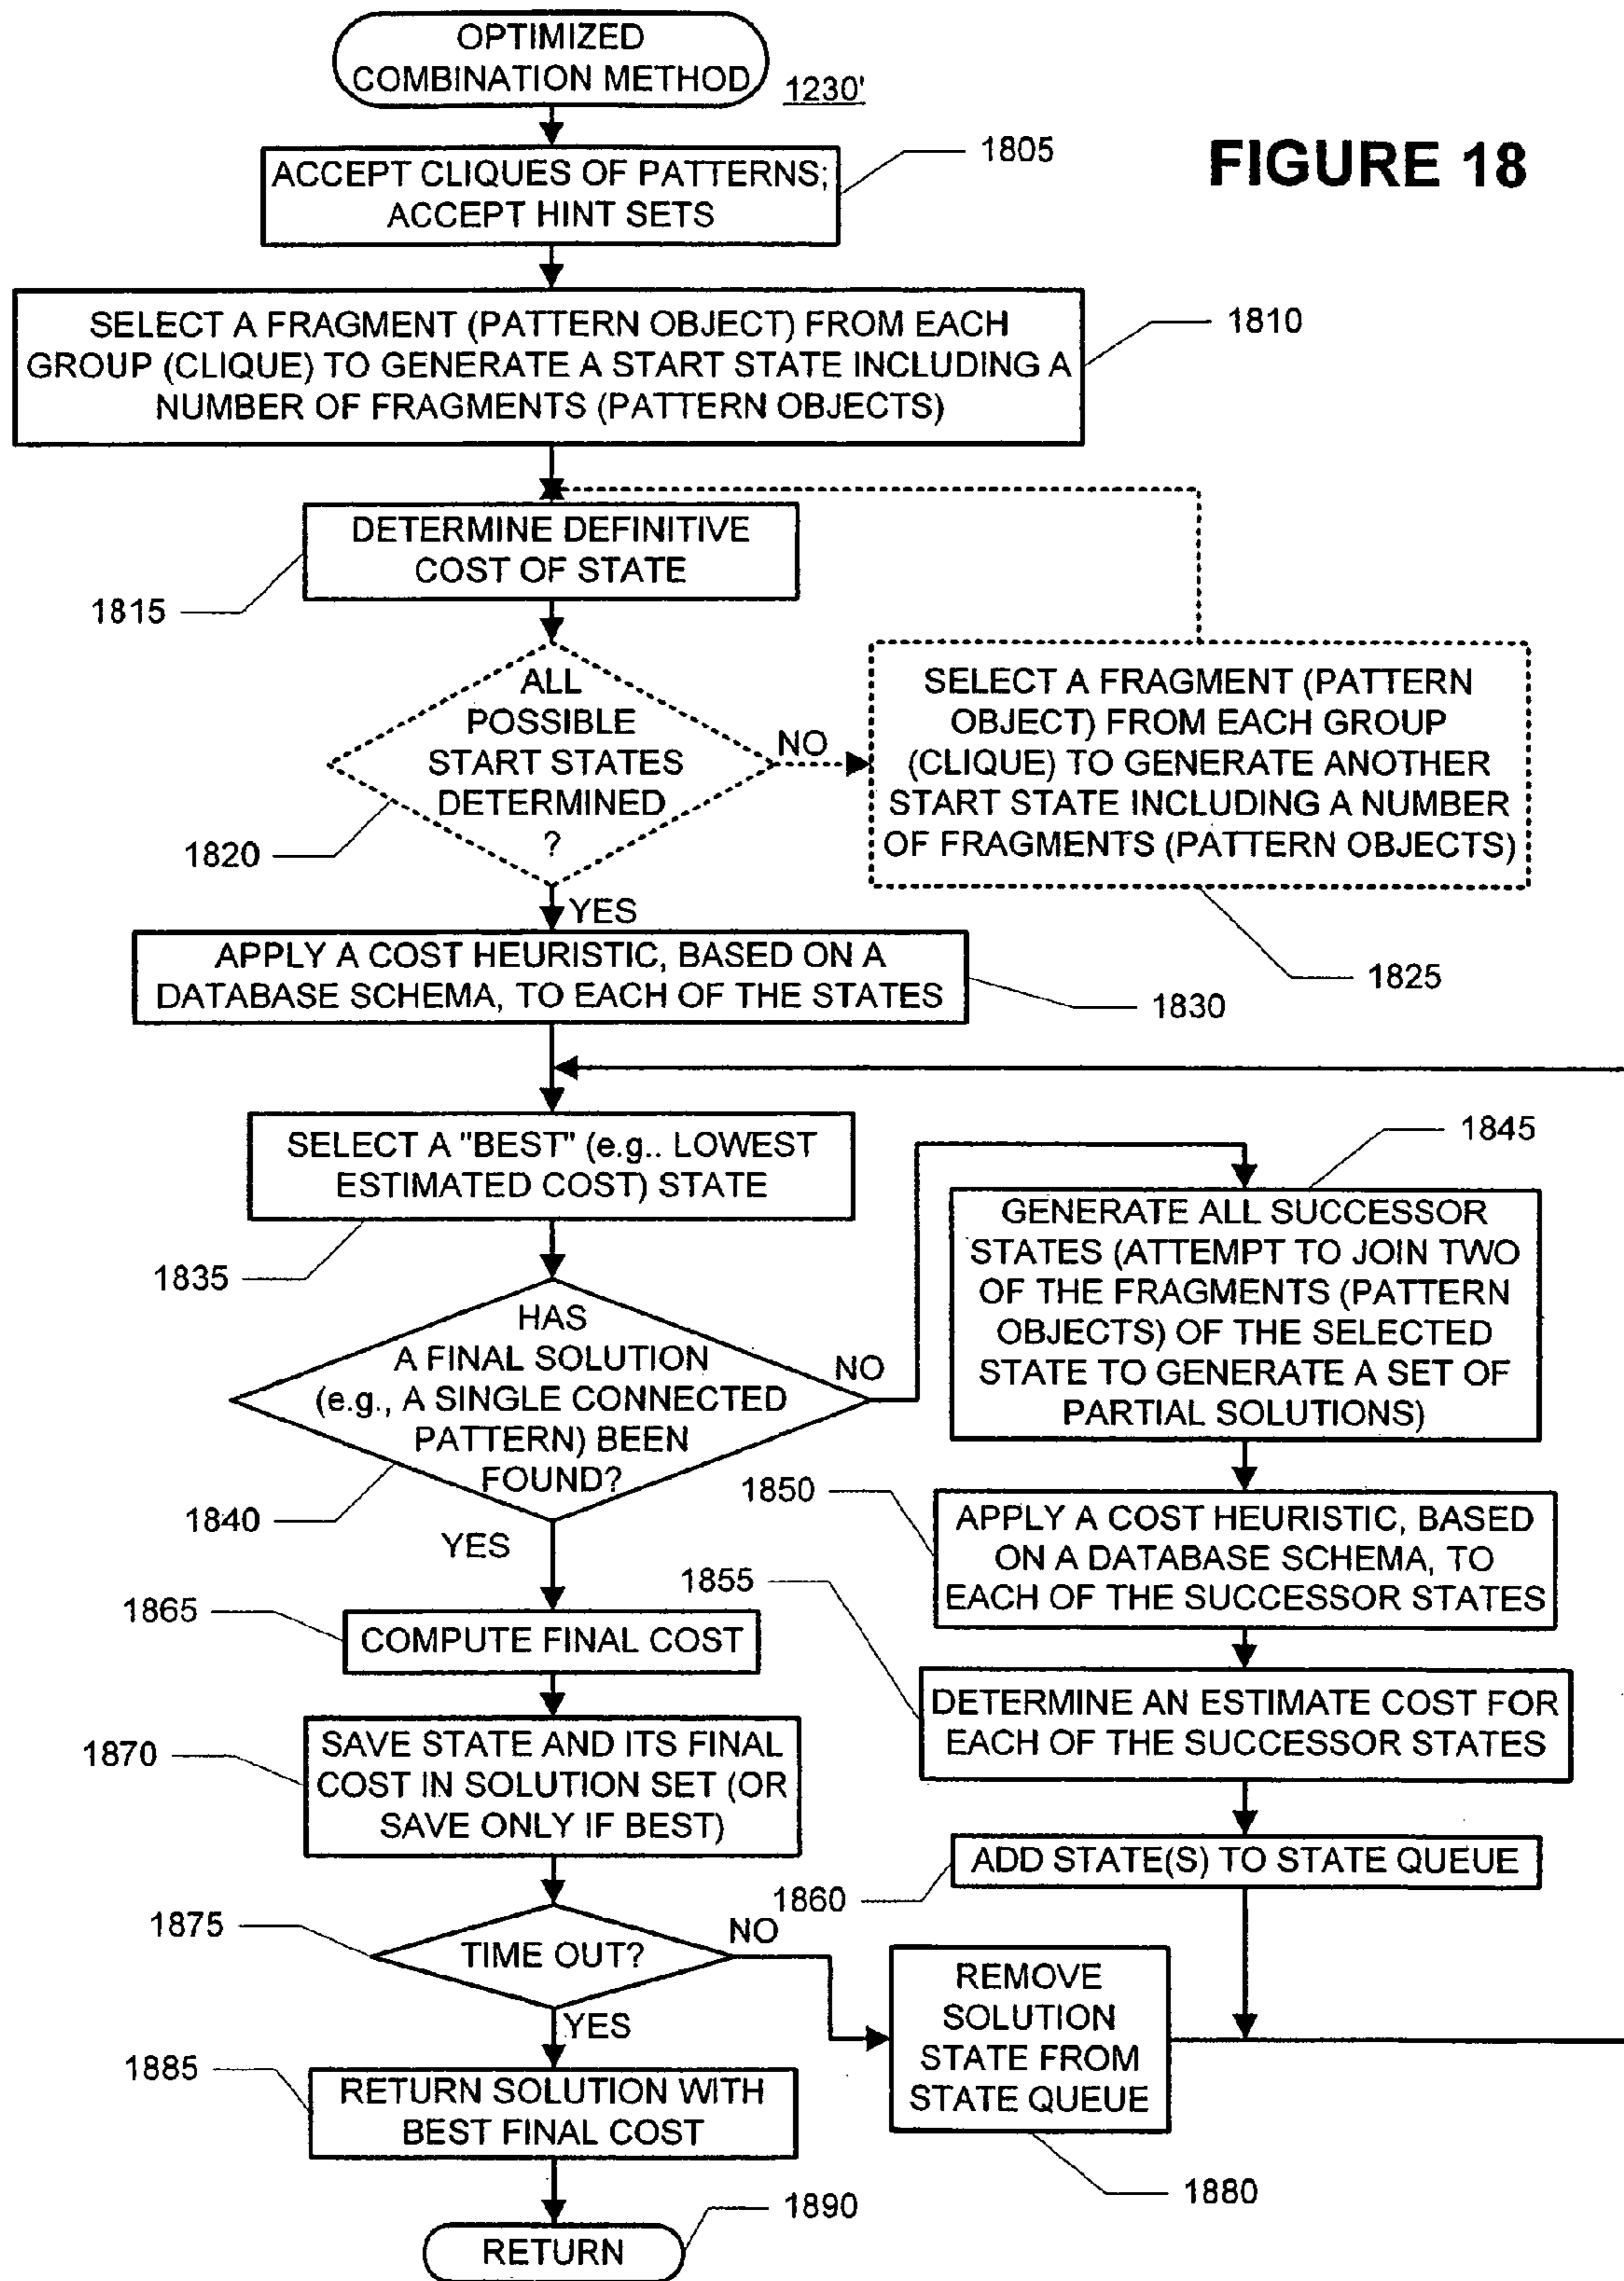 OPTIMIZED
COMBINATION METHOD
1230'
FIGURE 18
ACCEPT CLIQUES OF PATTERNS;
ACCEPT HINT SETS
1805
SELECT A FRAGMENT (PATTERN OBJECT) FROM EACH
GROUP (CLIQUE) TO GENERATE A START STATE INCLUDING A
NUMBER OF FRAGMENTS (PATTERN OBJECTS)
1810
DETERMINE DEFINITIVE
COST OF STATE
1815
ALL
POSSIBLE
START STATES
DETERMINED
?
1820
NO
SELECT A FRAGMENT (PATTERN
OBJECT) FROM EACH GROUP
(CLIQUE) TO GENERATE ANOTHER
START STATE INCLUDING A NUMBER
OF FRAGMENTS (PATTERN OBJECTS)
1825
YES
APPLY A COST HEURISTIC, BASED ON A
DATABASE SCHEMA, TO EACH OF THE STATES
1830
SELECT A "BEST" (e.g.. LOWEST
ESTIMATED COST) STATE
1835
HAS
A FINAL SOLUTION
(e.g., A SINGLE CONNECTED
PATTERN) BEEN
FOUND?
1840
NO
YES
1845
GENERATE ALL SUCCESSOR
STATES (ATTEMPT TO JOIN TWO
OF THE FRAGMENTS (PATTERN
OBJECTS) OF THE SELECTED
STATE TO GENERATE A SET OF
PARTIAL SOLUTIONS)
1850
APPLY A COST HEURISTIC, BASED
ON A DATABASE SCHEMA, TO
EACH OF THE SUCCESSOR STATES
1855
DETERMINE AN ESTIMATE COST FOR
EACH OF THE SUCCESSOR STATES
1860
ADD STATE(S) TO STATE QUEUE
1865
COMPUTE FINAL COST
1870
SAVE STATE AND ITS FINAL
COST IN SOLUTION SET (OR
SAVE ONLY IF BEST)
1875
TIME OUT?
NO
YES
REMOVE
SOLUTION
STATE FROM
STATE QUEUE
1880
1885
RETURN SOLUTION WITH
BEST FINAL COST
1890
RETURN